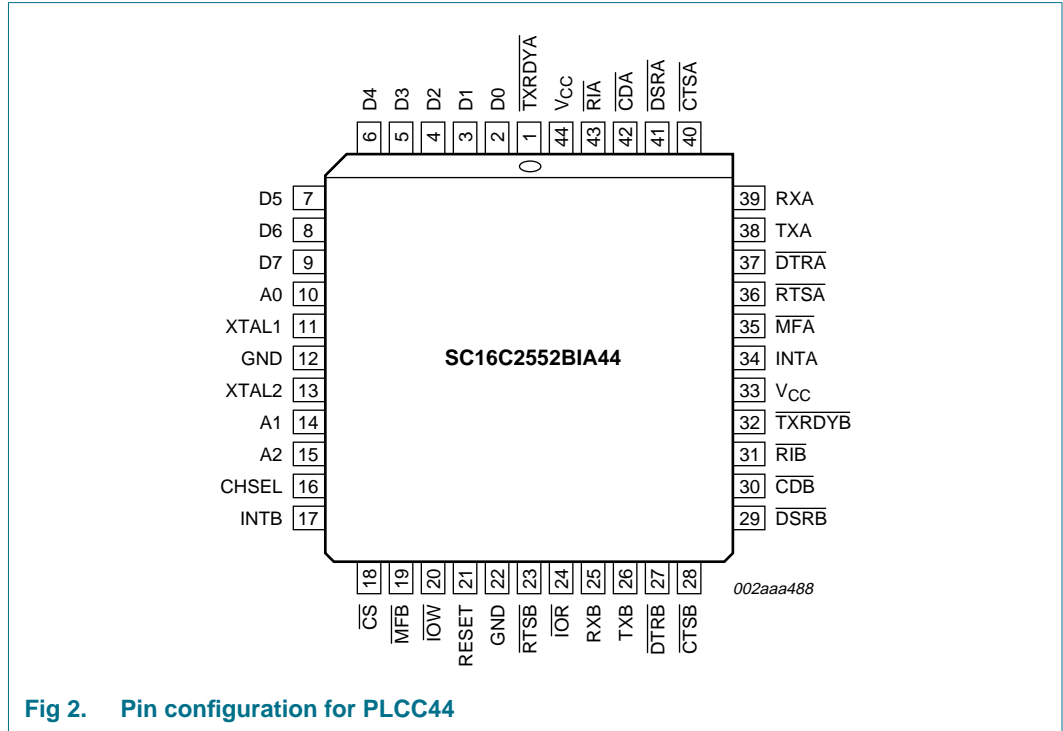 D4 D3 D2 D1 D0 TXRDYA VCC RIA CDA DSRA CTSA
6 5 4 3 2 1 44 43 42 41 40
D5 7 39 RXA
D6 8 38 TXA
D7 9 37 DTRA
A0 10 36 RTSA
XTAL1 11 35 MFA
GND 12 SC16C2552BIA44 34 INTA
XTAL2 13 33 VCC
A1 14 32 TXRDYB
A2 15 31 RIB
CHSEL 16 30 CDB
INTB 17 29 DSRB
18 19 20 21 22 23 24 25 26 27 28 002aaa488
CS MFB IOW RESET GND RTSB IOR RXB TXB DTRB CTSB
Fig 2. Pin configuration for PLCC44